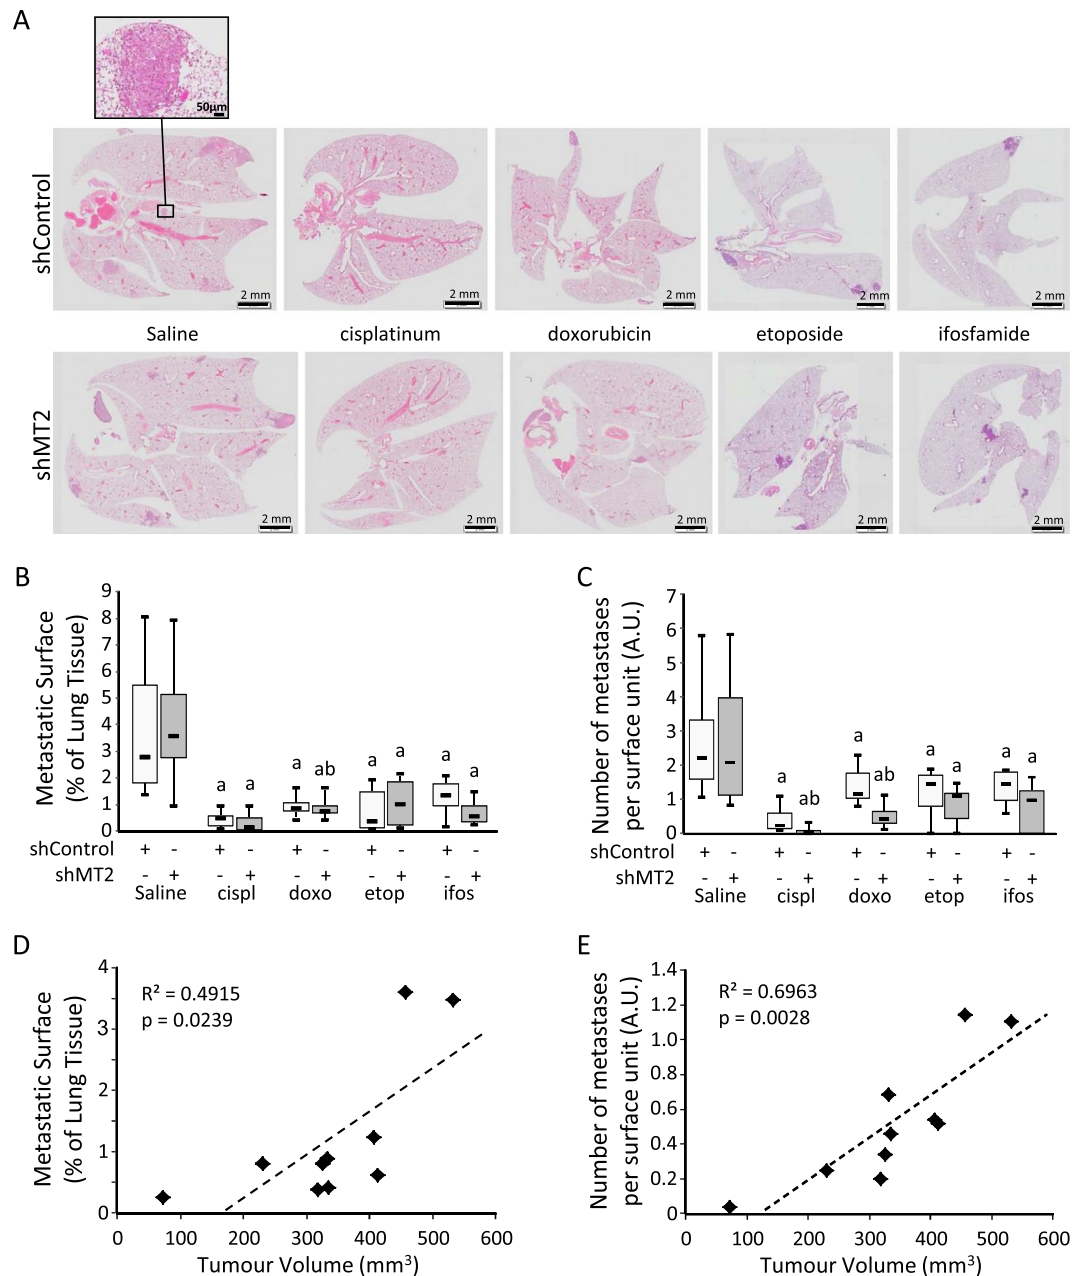 A
50μm
shControl
2 mm
2 mm
2 mm
2 mm
2 mm
Saline cisplatinum doxorubicin etoposide ifosfamide
shMT2
2 mm
2 mm
2 mm
2 mm
2 mm
B
Metastatic Surface
(% of Lung Tissue)
9
8
7
6
5
4
3
2
1
0
a a a ab a a a a
shControl + - + - + - + - + -
shMT2 - + - + - + - + - +
Saline cispl doxo etop ifos
C
Number of metastases
per surface unit (A.U.)
7
6
5
4
3
2
1
0
a ab a ab a a a a
shControl + - + - + - + - + -
shMT2 - + - + - + - + - +
Saline cispl doxo etop ifos
D
Metastatic Surface
(% of Lung Tissue)
4
3
2
1
0
R² = 0.4915
p = 0.0239
0 100 200 300 400 500 600
Tumour Volume (mm³)
E
Number of metastases
per surface unit (A.U.)
1.4
1.2
1.0
0.8
0.6
0.4
0.2
0
R² = 0.6963
p = 0.0028
0 100 200 300 400 500 600
Tumour Volume (mm³)